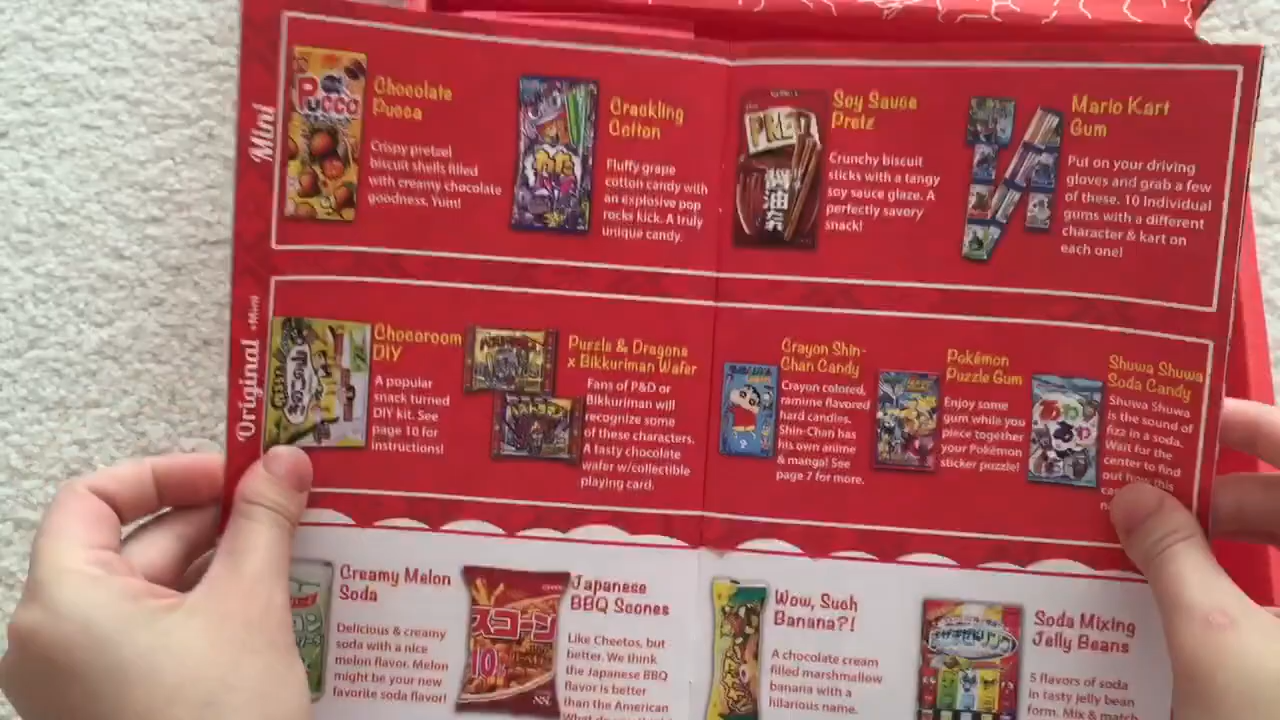 Mini
Pucca
Chocolate
Pucca
Crispy pretzel
biscuit shells filled
with creamy chocolate
goodness. Yum!
Crackling
Cotton
Fluffy grape
cotton candy with
an explosive pop
rocks kick. A truly
unique candy.
PRETZ
Soy Sauce
Pretz
Crunchy biscuit
sticks with a tangy
soy sauce glaze. A
perfectly savory
snack!
Mario Kart
Gum
Put on your driving
gloves and grab a few
of these. 10 individual
gums with a different
character & kart on
each one!
Original +Mini
Chocoroom
DIY
A popular
snack turned
DIY kit. See
page 10 for
instructions!
Puzzle & Dragons
x Bikkuriman Wafer
Fans of P&D or
Bikkuriman will
recognize some
of these characters.
A tasty chocolate
wafer w/collectible
playing card.
Crayon Shin-
Chan Candy
Crayon colored,
ramune flavored
hard candies.
Shin-Chan has
his own anime
& manga! See
page 7 for more.
Pokémon
Puzzle Gum
Enjoy some
gum while you
piece together
your Pokémon
sticker puzzle!
Shuwa Shuwa
Soda Candy
Shuwa Shuwa
is the sound of
fizz in a soda.
Wait for the
center to find
out how this
Creamy Melon
Soda
Delicious & creamy
soda with a nice
melon flavor. Melon
might be your new
favorite soda flavor!
スコーン
10
Japanese
BBQ Scones
Like Cheetos, but
better. We think
the Japanese BBQ
flavor is better
than the American
Wow, Such
Banana?!
A chocolate cream
filled marshmallow
banana with a
hilarious name.
Soda Mixing
Jelly Beans
5 flavors of soda
in tasty jelly bean
form. Mix & match